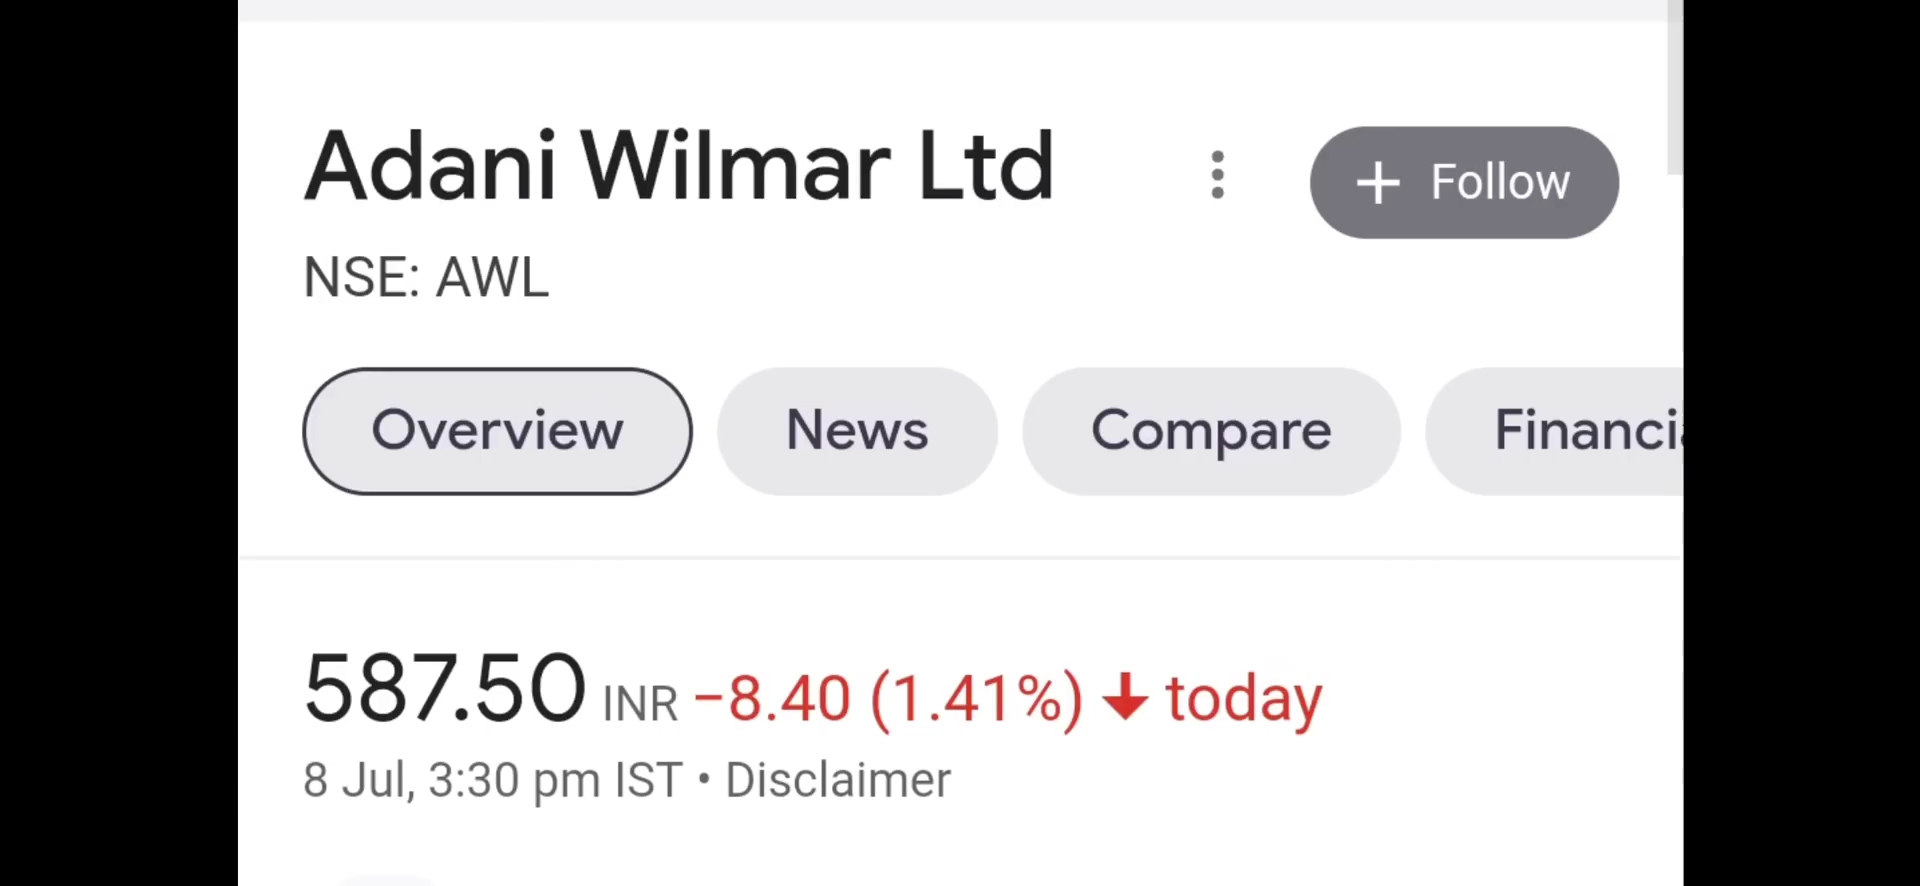 Adani Wilmar Ltd
+ Follow
NSE: AWL
Overview
News
Compare
Financi
587.50 INR −8.40 (1.41%) ↓ today
8 Jul, 3:30 pm IST • Disclaimer